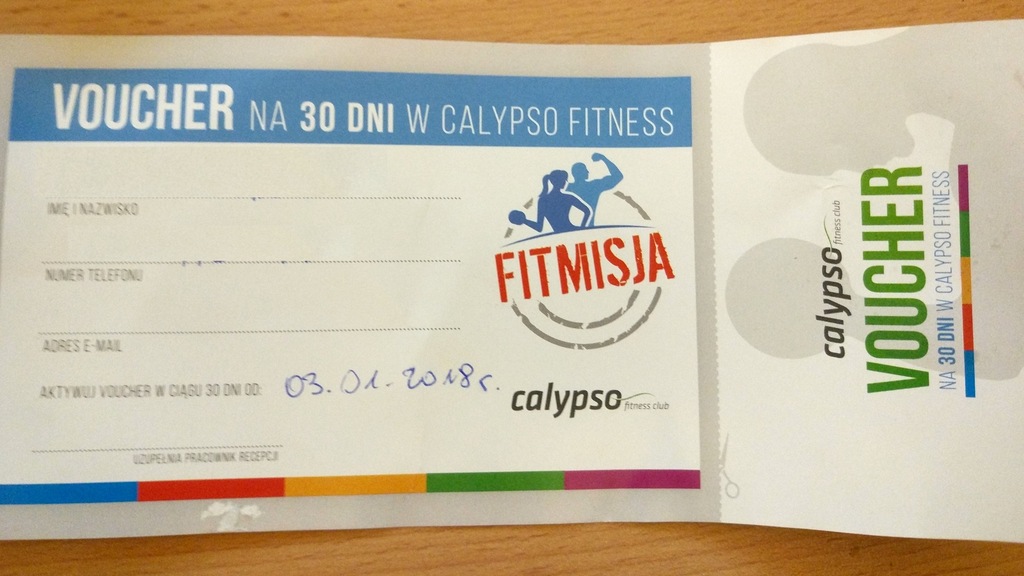 VOUCHER NA 30 DNI W CALYPSO FITNESS
IMIĘ I NAZWISKO
NUMER TELEFONU
ADRES E-MAIL
AKTYWUJ VOUCHER W CIĄGU 30 DNI OD: 03.01.2018r.
UZUPEŁNIA PRACOWNIK RECEPCJI
FITMISJA
calypso fitness club
calypso fitness club
VOUCHER
NA 30 DNI W CALYPSO FITNESS